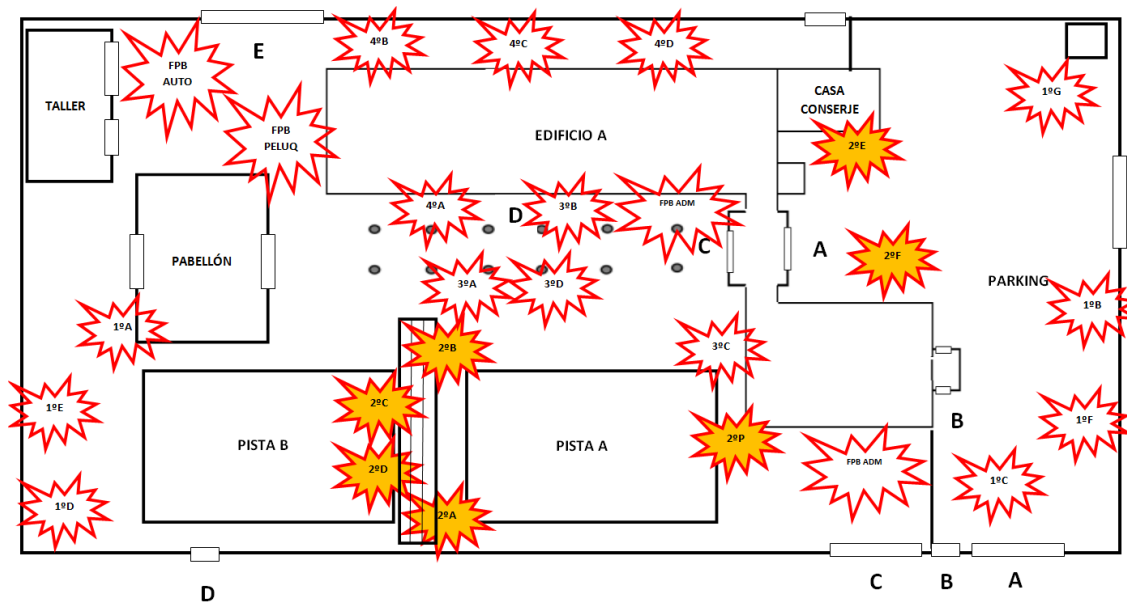 E
4ºB
4ºC
4ºD
FPB
AUTO
TALLER
CASA
CONSERJE
1ºG
FPB
PELUQ
EDIFICIO A
2ºE
4ºA
D
3ºB
FPB ADM
C
A
2ºF
PABELLÓN
3ºA
3ºD
PARKING
1ºB
1ºA
2ºB
3ºC
1ºE
2ºC
PISTA B
PISTA A
2ºP
B
1ºF
2ºD
FPB ADM
1ºC
1ºD
2ºA
D
C
B
A